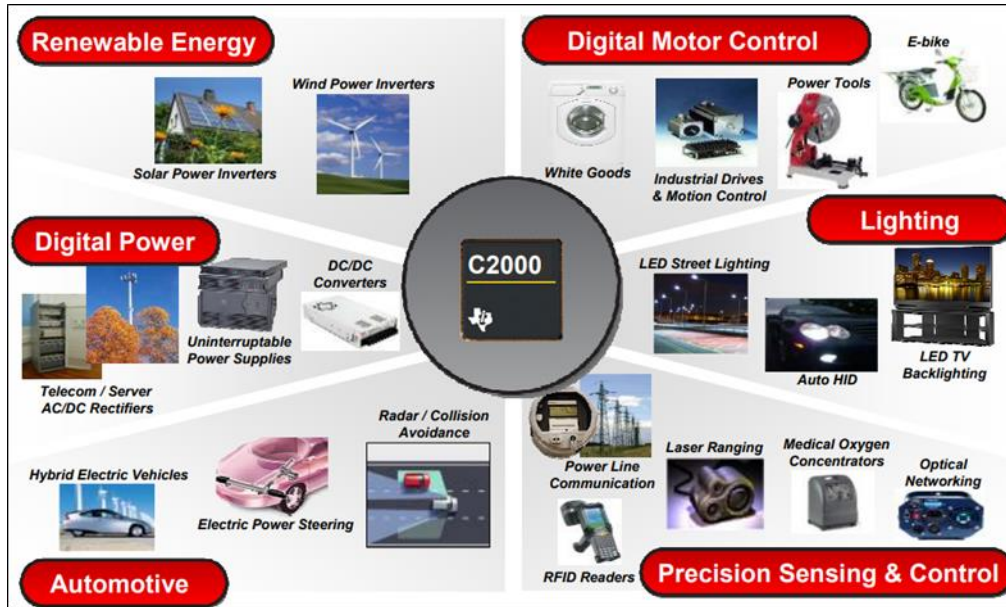 Renewable Energy
Wind Power Inverters
Solar Power Inverters
Digital Motor Control
E-bike
Power Tools
White Goods
Industrial Drives
& Motion Control
Digital Power
DC/DC
Converters
Uninterruptable
Power Supplies
Telecom / Server
AC/DC Rectifiers
C2000
Lighting
LED Street Lighting
Auto HID
LED TV
Backlighting
Radar / Collision
Avoidance
Hybrid Electric Vehicles
Electric Power Steering
Automotive
Power Line
Communication
Laser Ranging
Medical Oxygen
Concentrators
Optical
Networking
RFID Readers
Precision Sensing & Control